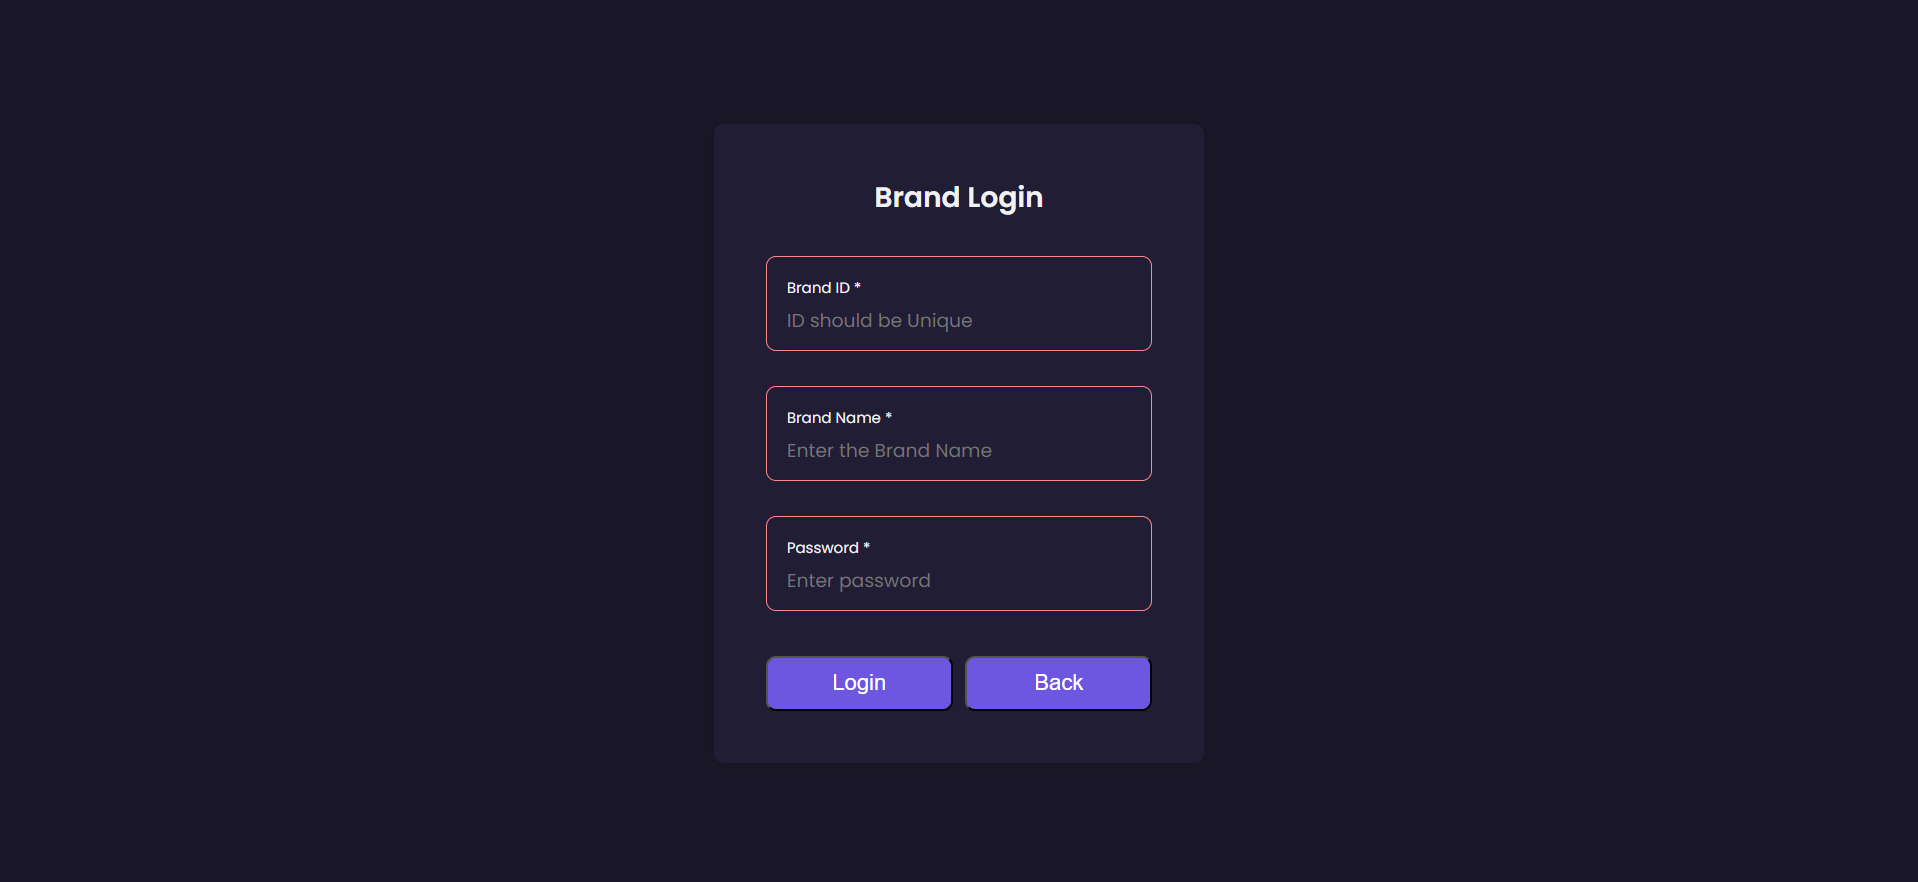 Brand Login
Brand ID *
ID should be Unique
Brand Name *
Enter the Brand Name
Password *
Enter password
Login
Back